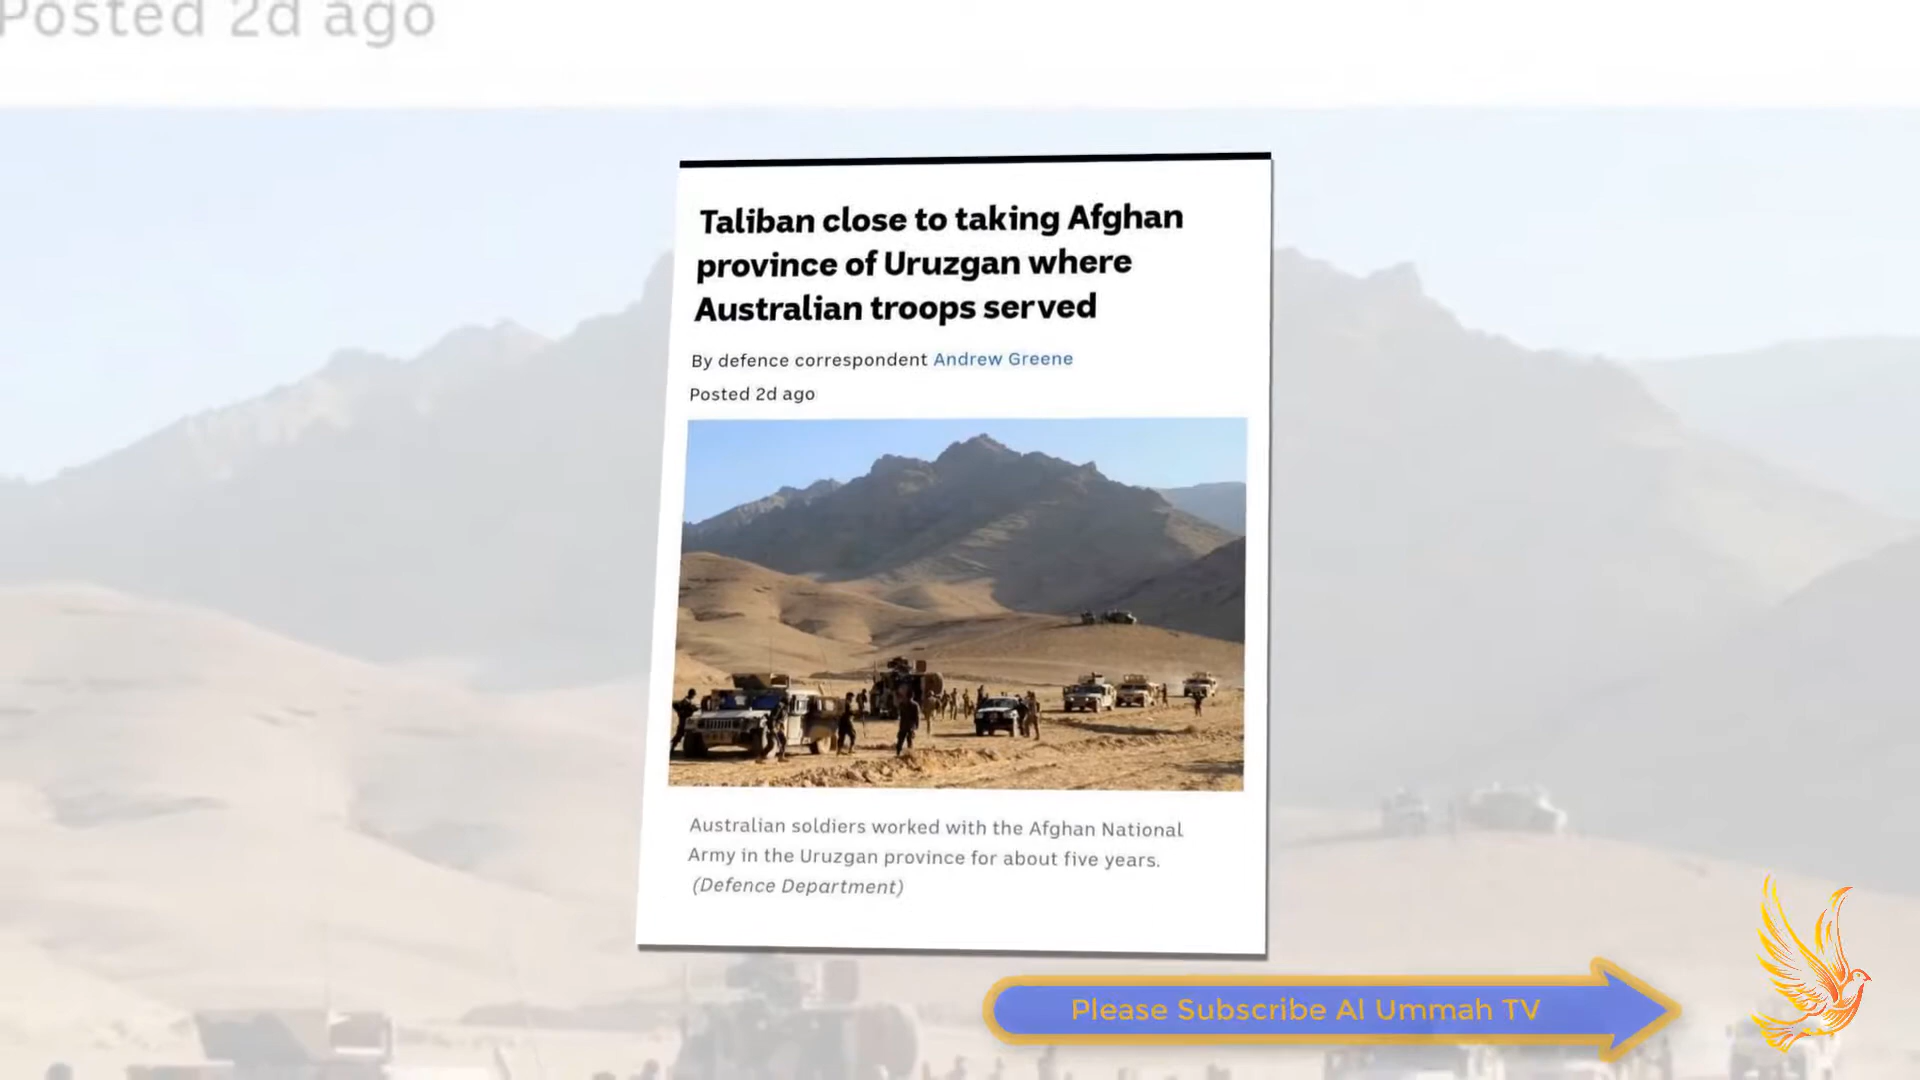 Posted 2d ago
Taliban close to taking Afghan
province of Uruzgan where
Australian troops served
By defence correspondent Andrew Greene
Posted 2d ago
Australian soldiers worked with the Afghan National
Army in the Uruzgan province for about five years.
(Defence Department)
Please Subscribe Al Ummah TV